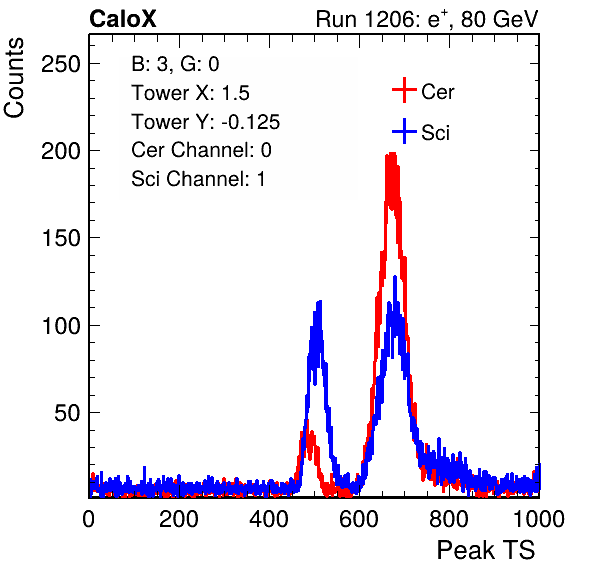 CaloX Run 1206: e⁺, 80 GeV
Counts
250
200
150
100
50
B: 3, G: 0
Tower X: 1.5
Tower Y: -0.125
Cer Channel: 0
Sci Channel: 1
Cer
Sci
0 200 400 600 800 1000
Peak TS